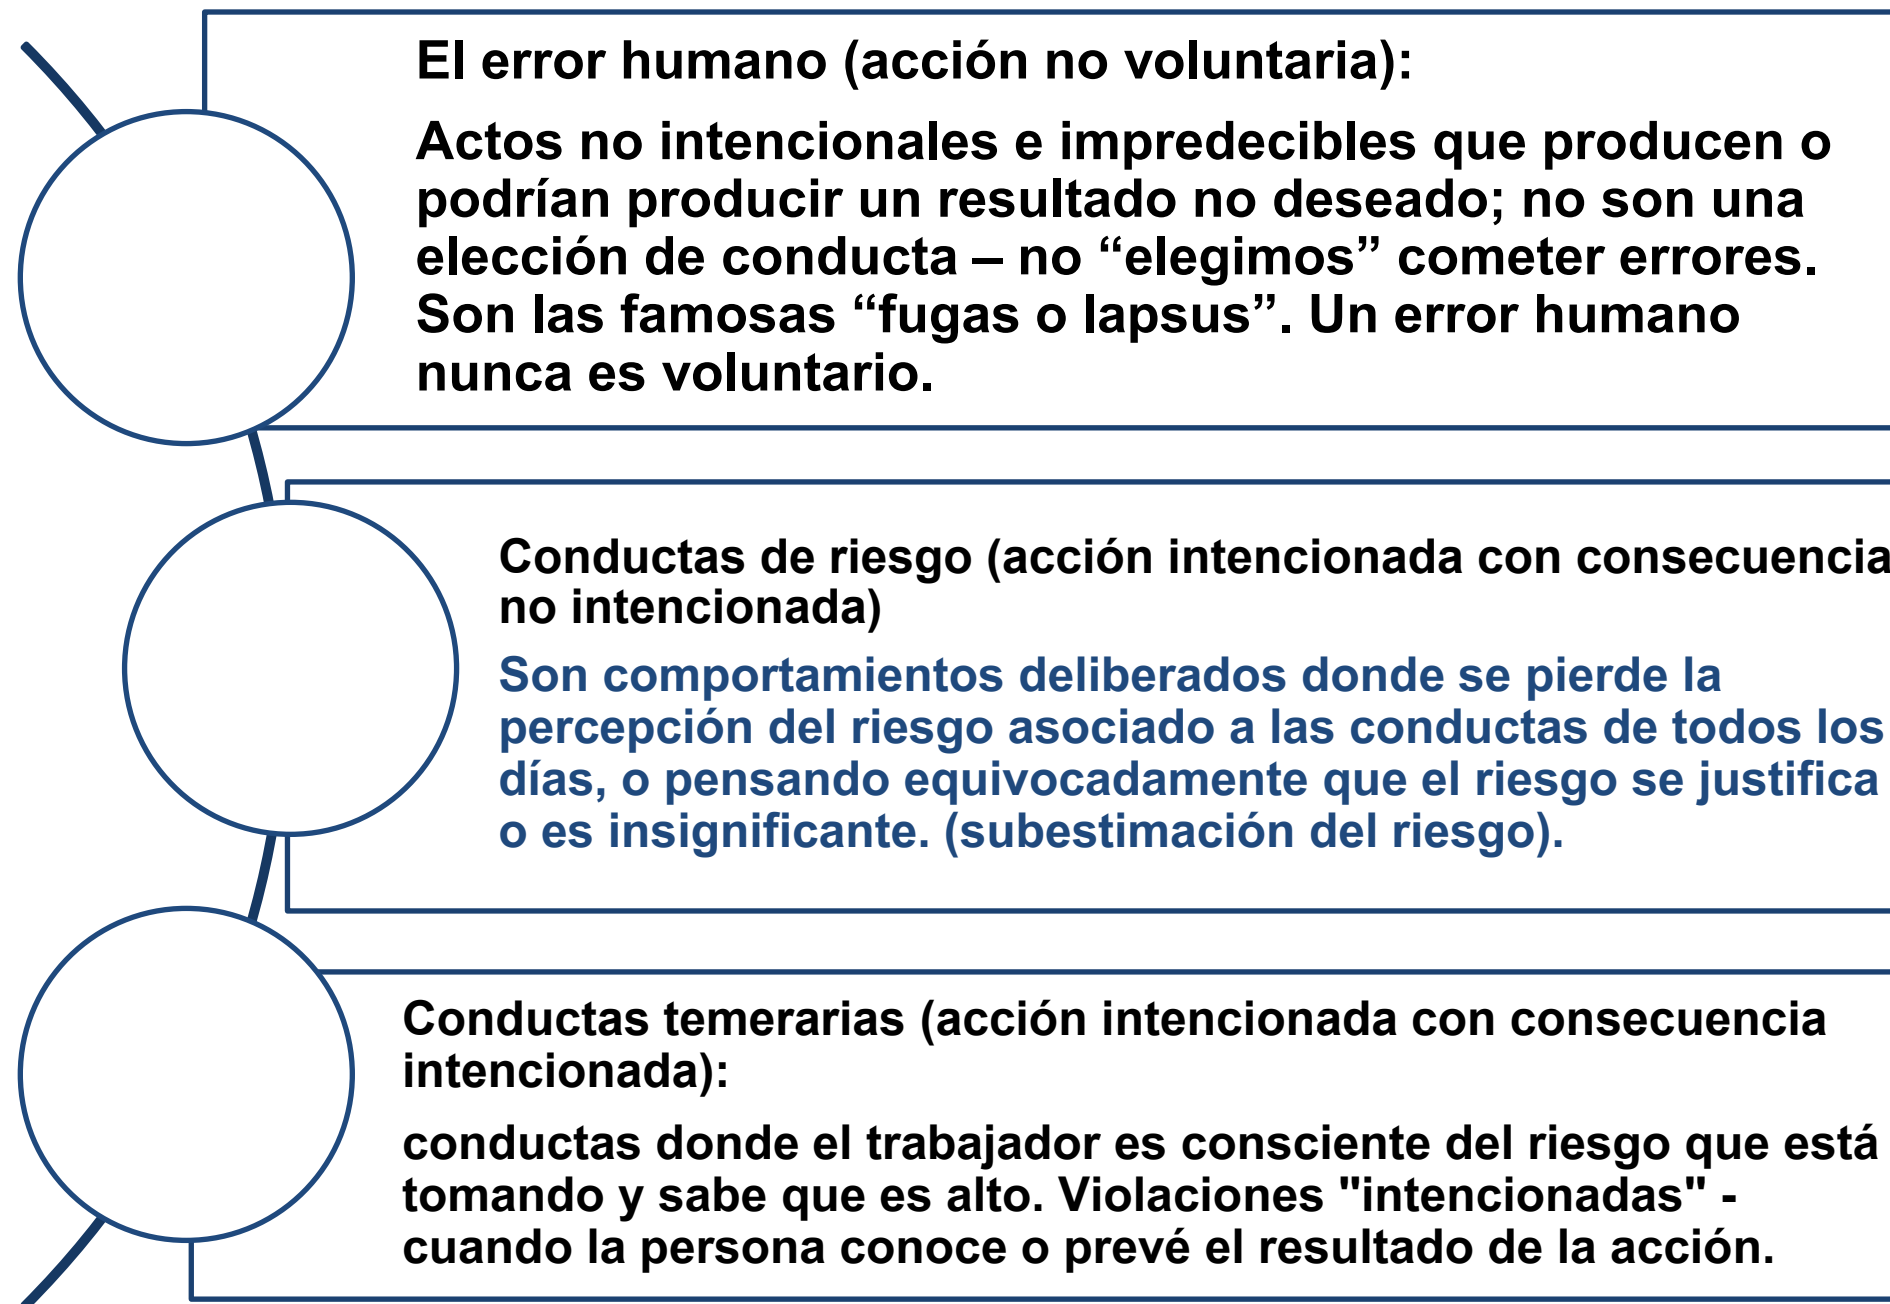 El error humano (acción no voluntaria):
Actos no intencionales e impredecibles que producen o
podrían producir un resultado no deseado; no son una
elección de conducta – no “elegimos” cometer errores.
Son las famosas “fugas o lapsus”. Un error humano
nunca es voluntario.
Conductas de riesgo (acción intencionada con consecuencia
no intencionada)
Son comportamientos deliberados donde se pierde la
percepción del riesgo asociado a las conductas de todos los
días, o pensando equivocadamente que el riesgo se justifica
o es insignificante. (subestimación del riesgo).
Conductas temerarias (acción intencionada con consecuencia
intencionada):
conductas donde el trabajador es consciente del riesgo que está
tomando y sabe que es alto. Violaciones "intencionadas" -
cuando la persona conoce o prevé el resultado de la acción.